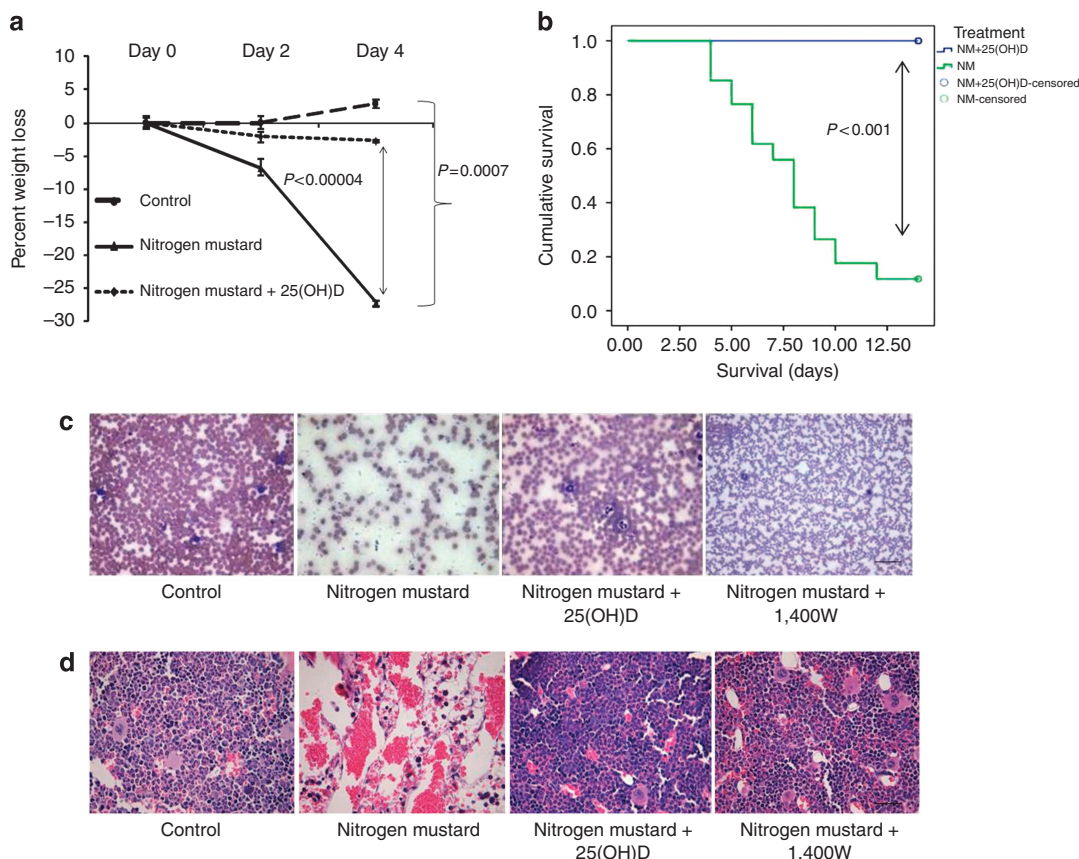 a
Day 0 Day 2 Day 4
10
5
0
−5
−10
−15
−20
−25
−30
Percent weight loss
P<0.00004
P=0.0007
Control
Nitrogen mustard
Nitrogen mustard + 25(OH)D
b
Treatment
NM+25(OH)D
NM
NM+25(OH)D-censored
NM-censored
1.0
0.8
0.6
0.4
0.2
0.0
Cumulative survival
P<0.001
0.00 2.50 5.00 7.50 10.00 12.50
Survival (days)
c
Control
Nitrogen mustard
Nitrogen mustard +
25(OH)D
Nitrogen mustard +
1,400W
d
Control
Nitrogen mustard
Nitrogen mustard +
25(OH)D
Nitrogen mustard +
1,400W